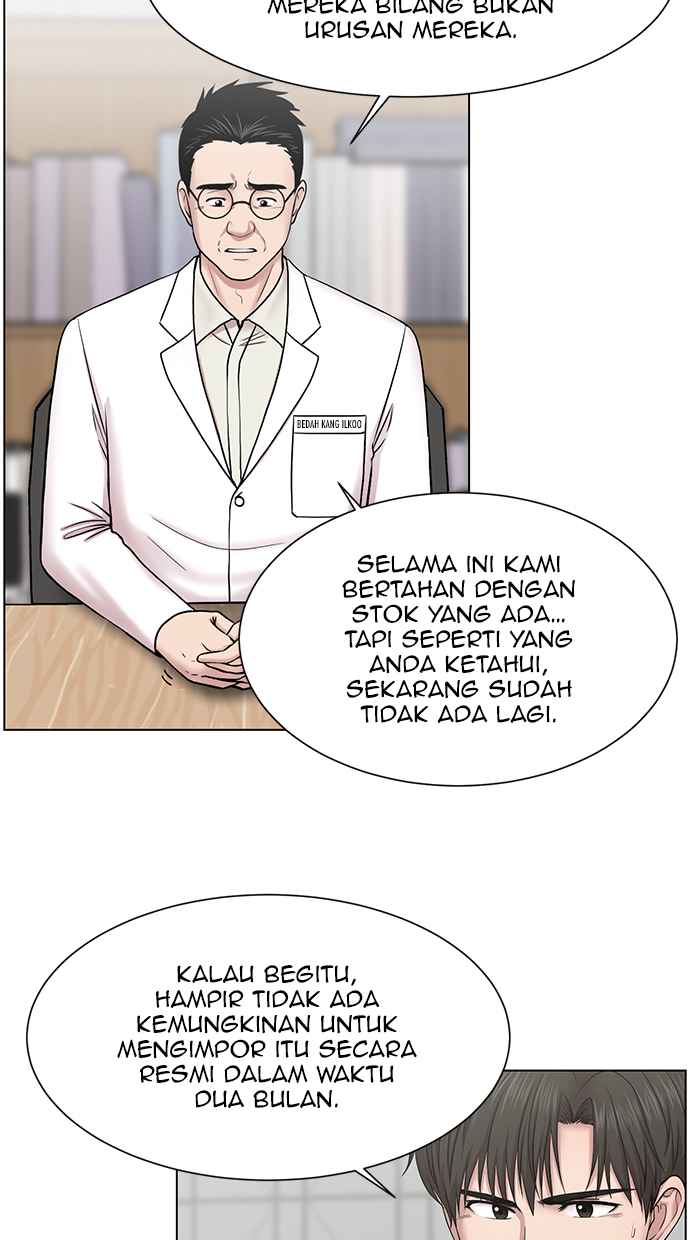 MEREKA BILANG BUKAN
URUSAN MEREKA.
BEDAH KANG ILKOO
SELAMA INI KAMI
BERTAHAN DENGAN
STOK YANG ADA...
TAPI SEPERTI YANG
ANDA KETAHUI,
SEKARANG SUDAH
TIDAK ADA LAGI.
KALAU BEGITU,
HAMPIR TIDAK ADA
KEMUNGKINAN UNTUK
MENGIMPOR ITU SECARA
RESMI DALAM WAKTU
DUA BULAN.